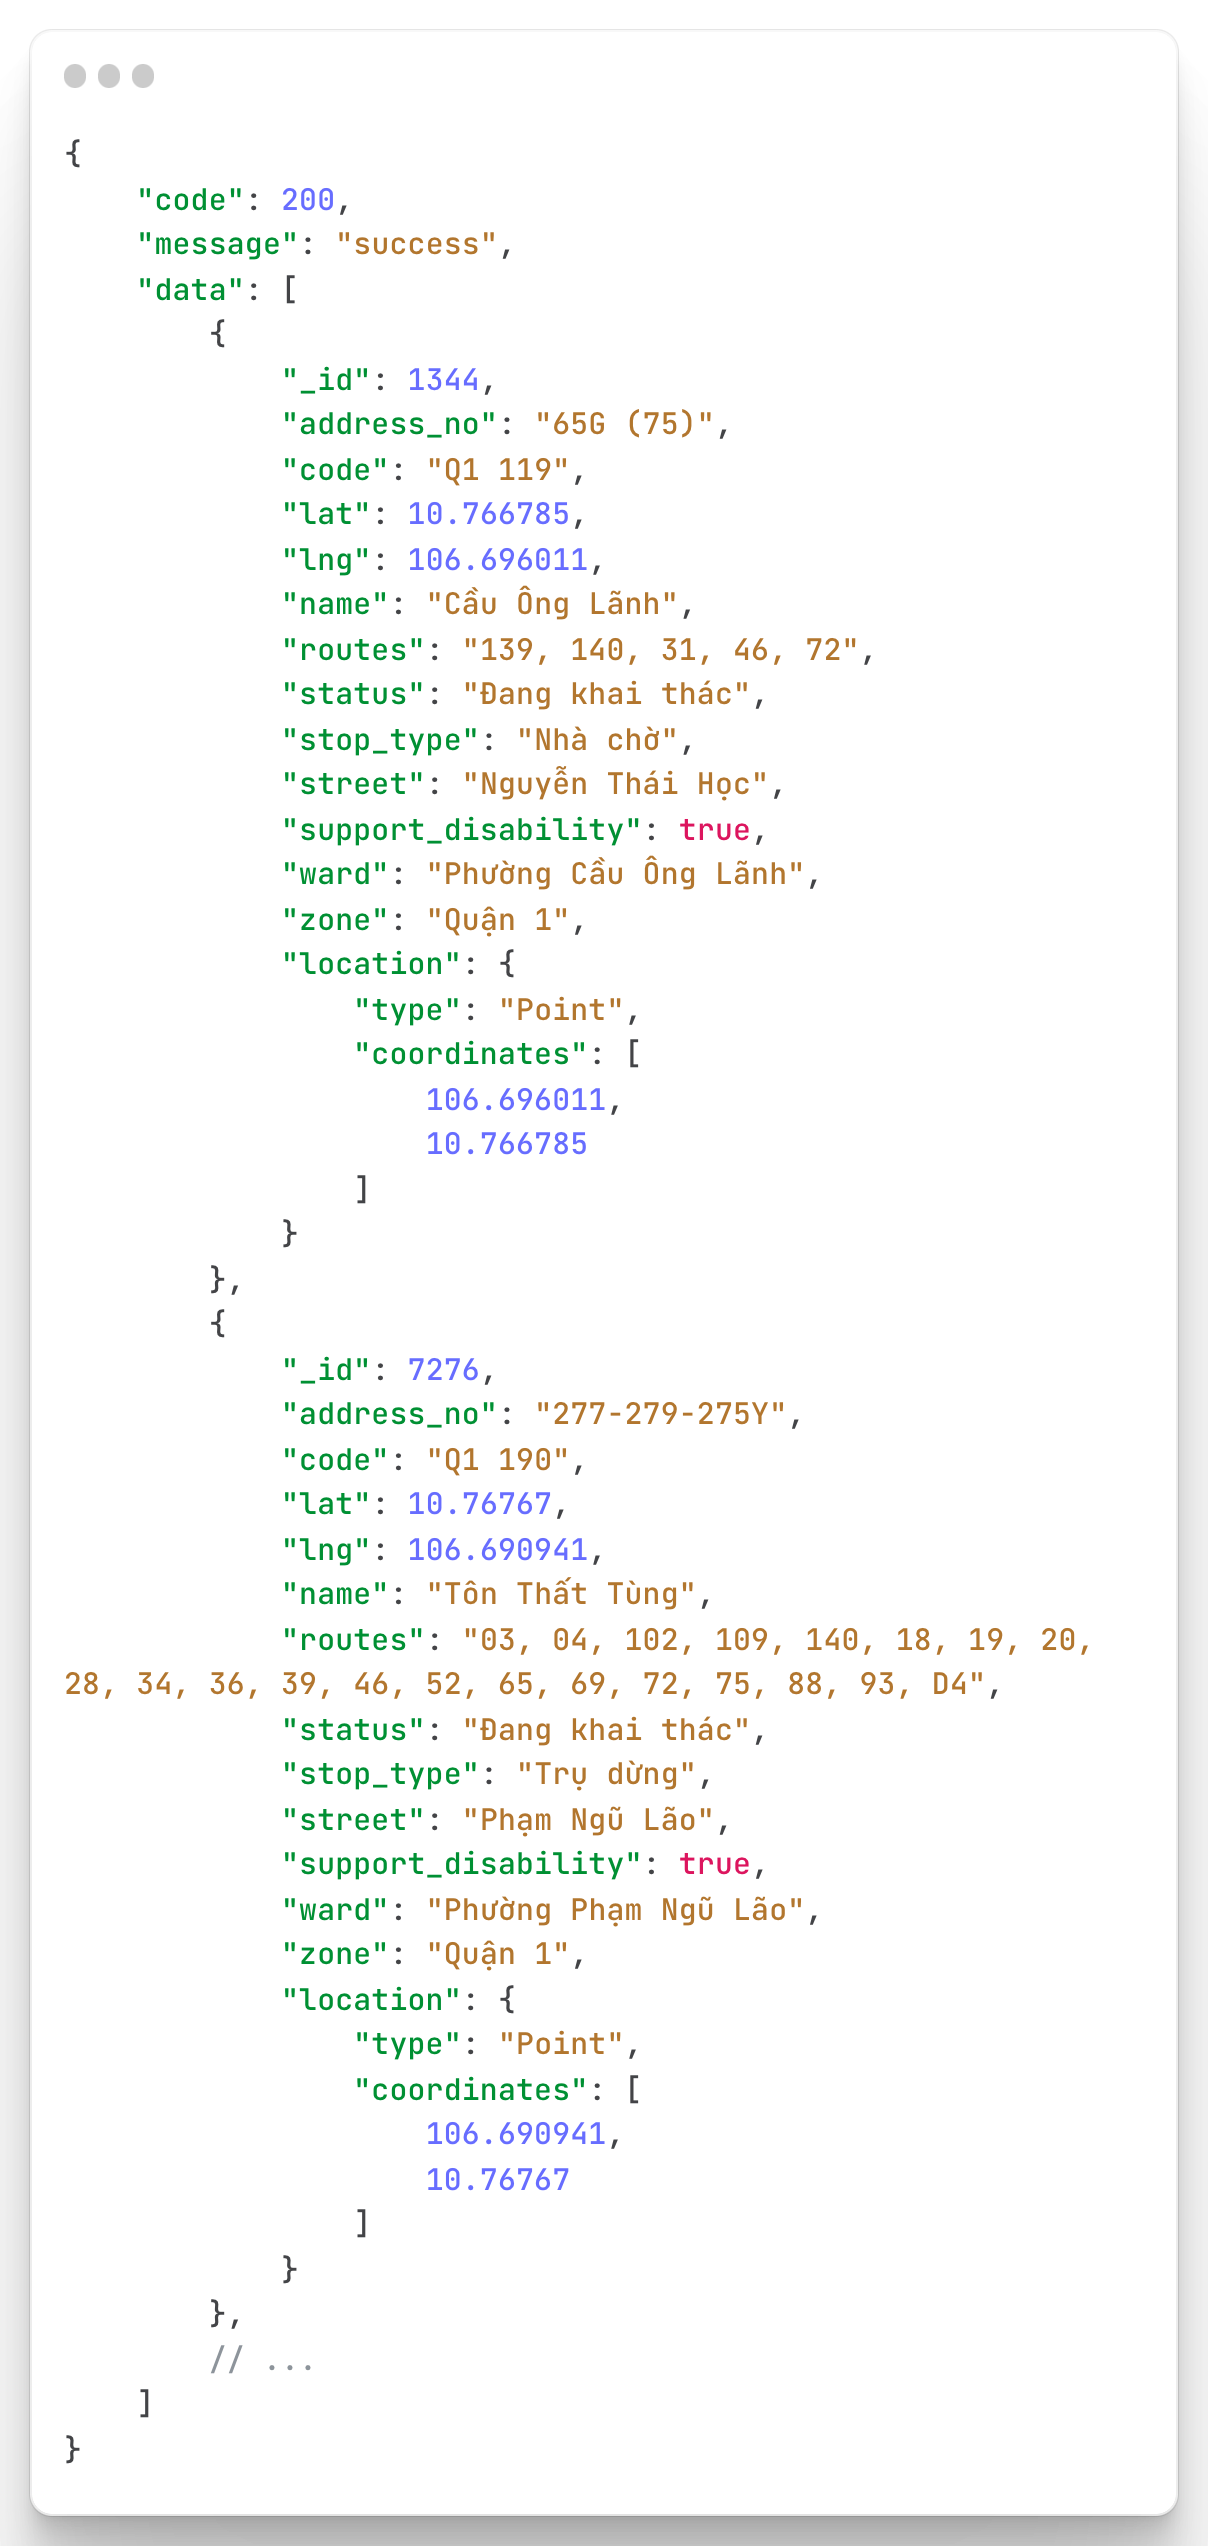 {
    "code": 200,
    "message": "success",
    "data": [
        {
            "_id": 1344,
            "address_no": "65G (75)",
            "code": "Q1 119",
            "lat": 10.766785,
            "lng": 106.696011,
            "name": "Cầu Ông Lãnh",
            "routes": "139, 140, 31, 46, 72",
            "status": "Đang khai thác",
            "stop_type": "Nhà chờ",
            "street": "Nguyễn Thái Học",
            "support_disability": true,
            "ward": "Phường Cầu Ông Lãnh",
            "zone": "Quận 1",
            "location": {
                "type": "Point",
                "coordinates": [
                    106.696011,
                    10.766785
                ]
            }
        },
        {
            "_id": 7276,
            "address_no": "277-279-275Y",
            "code": "Q1 190",
            "lat": 10.76767,
            "lng": 106.690941,
            "name": "Tôn Thất Tùng",
            "routes": "03, 04, 102, 109, 140, 18, 19, 20,
28, 34, 36, 39, 46, 52, 65, 69, 72, 75, 88, 93, D4",
            "status": "Đang khai thác",
            "stop_type": "Trụ dừng",
            "street": "Phạm Ngũ Lão",
            "support_disability": true,
            "ward": "Phường Phạm Ngũ Lão",
            "zone": "Quận 1",
            "location": {
                "type": "Point",
                "coordinates": [
                    106.690941,
                    10.76767
                ]
            }
        },
        // ...
    ]
}